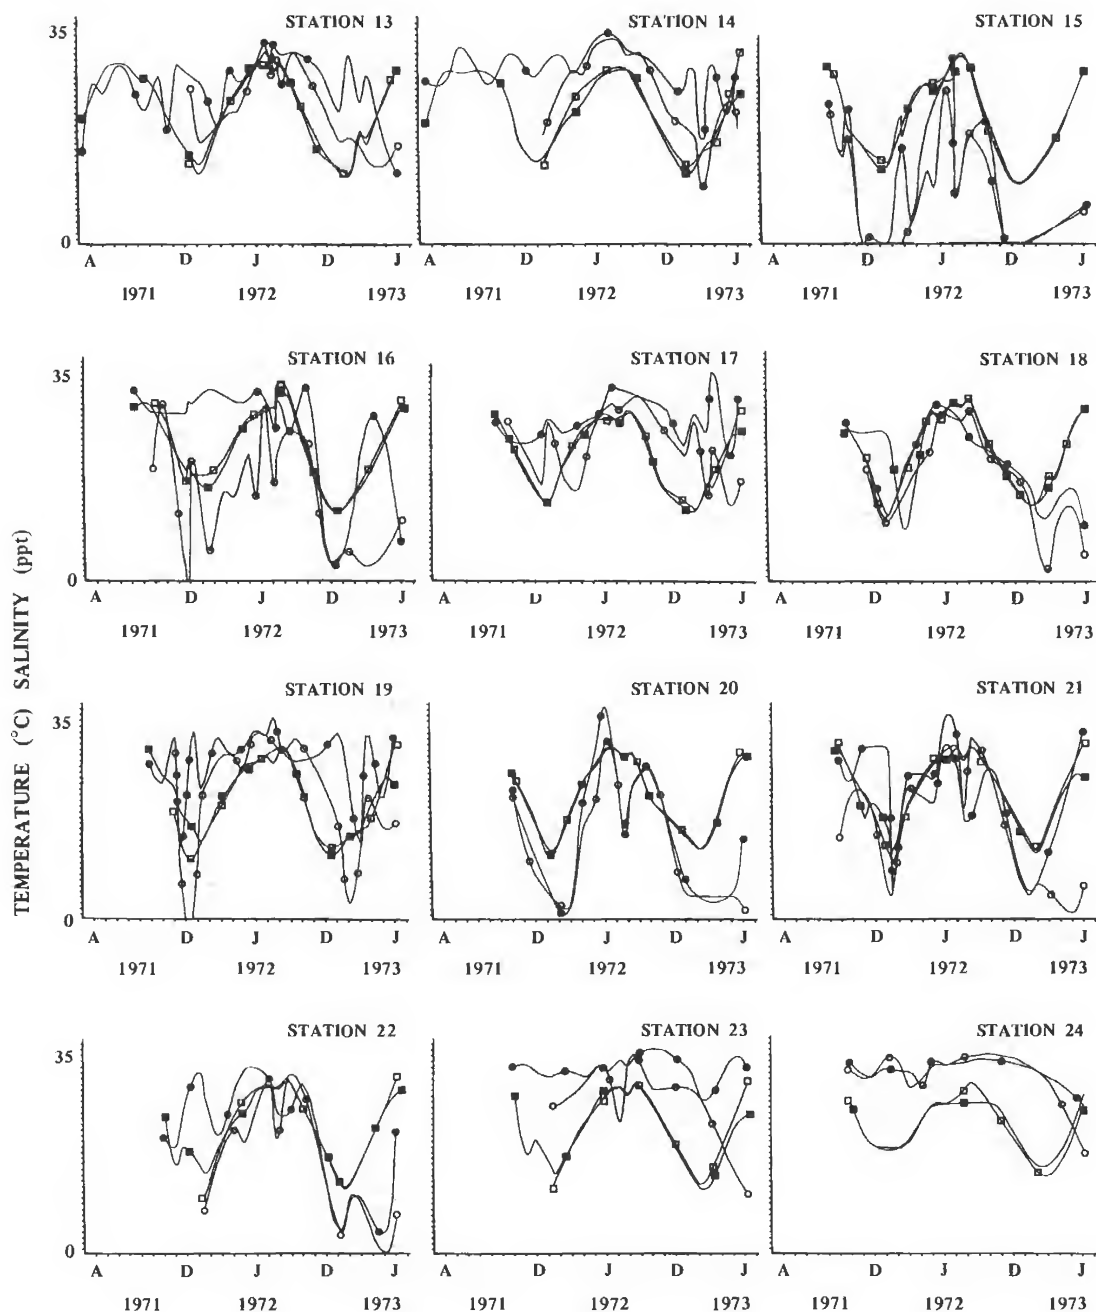 STATION 13 STATION 14 STATION 15
35
0
A D J D J D J D J D J D J
1971 1972 1973 1971 1972 1973 1971 1972 1973
STATION 16 STATION 17 STATION 18
35
0
A D J D J D J D J D J D J
1971 1972 1973 1971 1972 1973 1971 1972 1973
TEMPERATURE (°C) SALINITY (ppt)
STATION 19 STATION 20 STATION 21
35
0
A D J D J D J D J D J D J
1971 1972 1973 1971 1972 1973 1971 1972 1973
STATION 22 STATION 23 STATION 24
35
0
A D J D J D J D J D J D J
1971 1972 1973 1971 1972 1973 1971 1972 1973